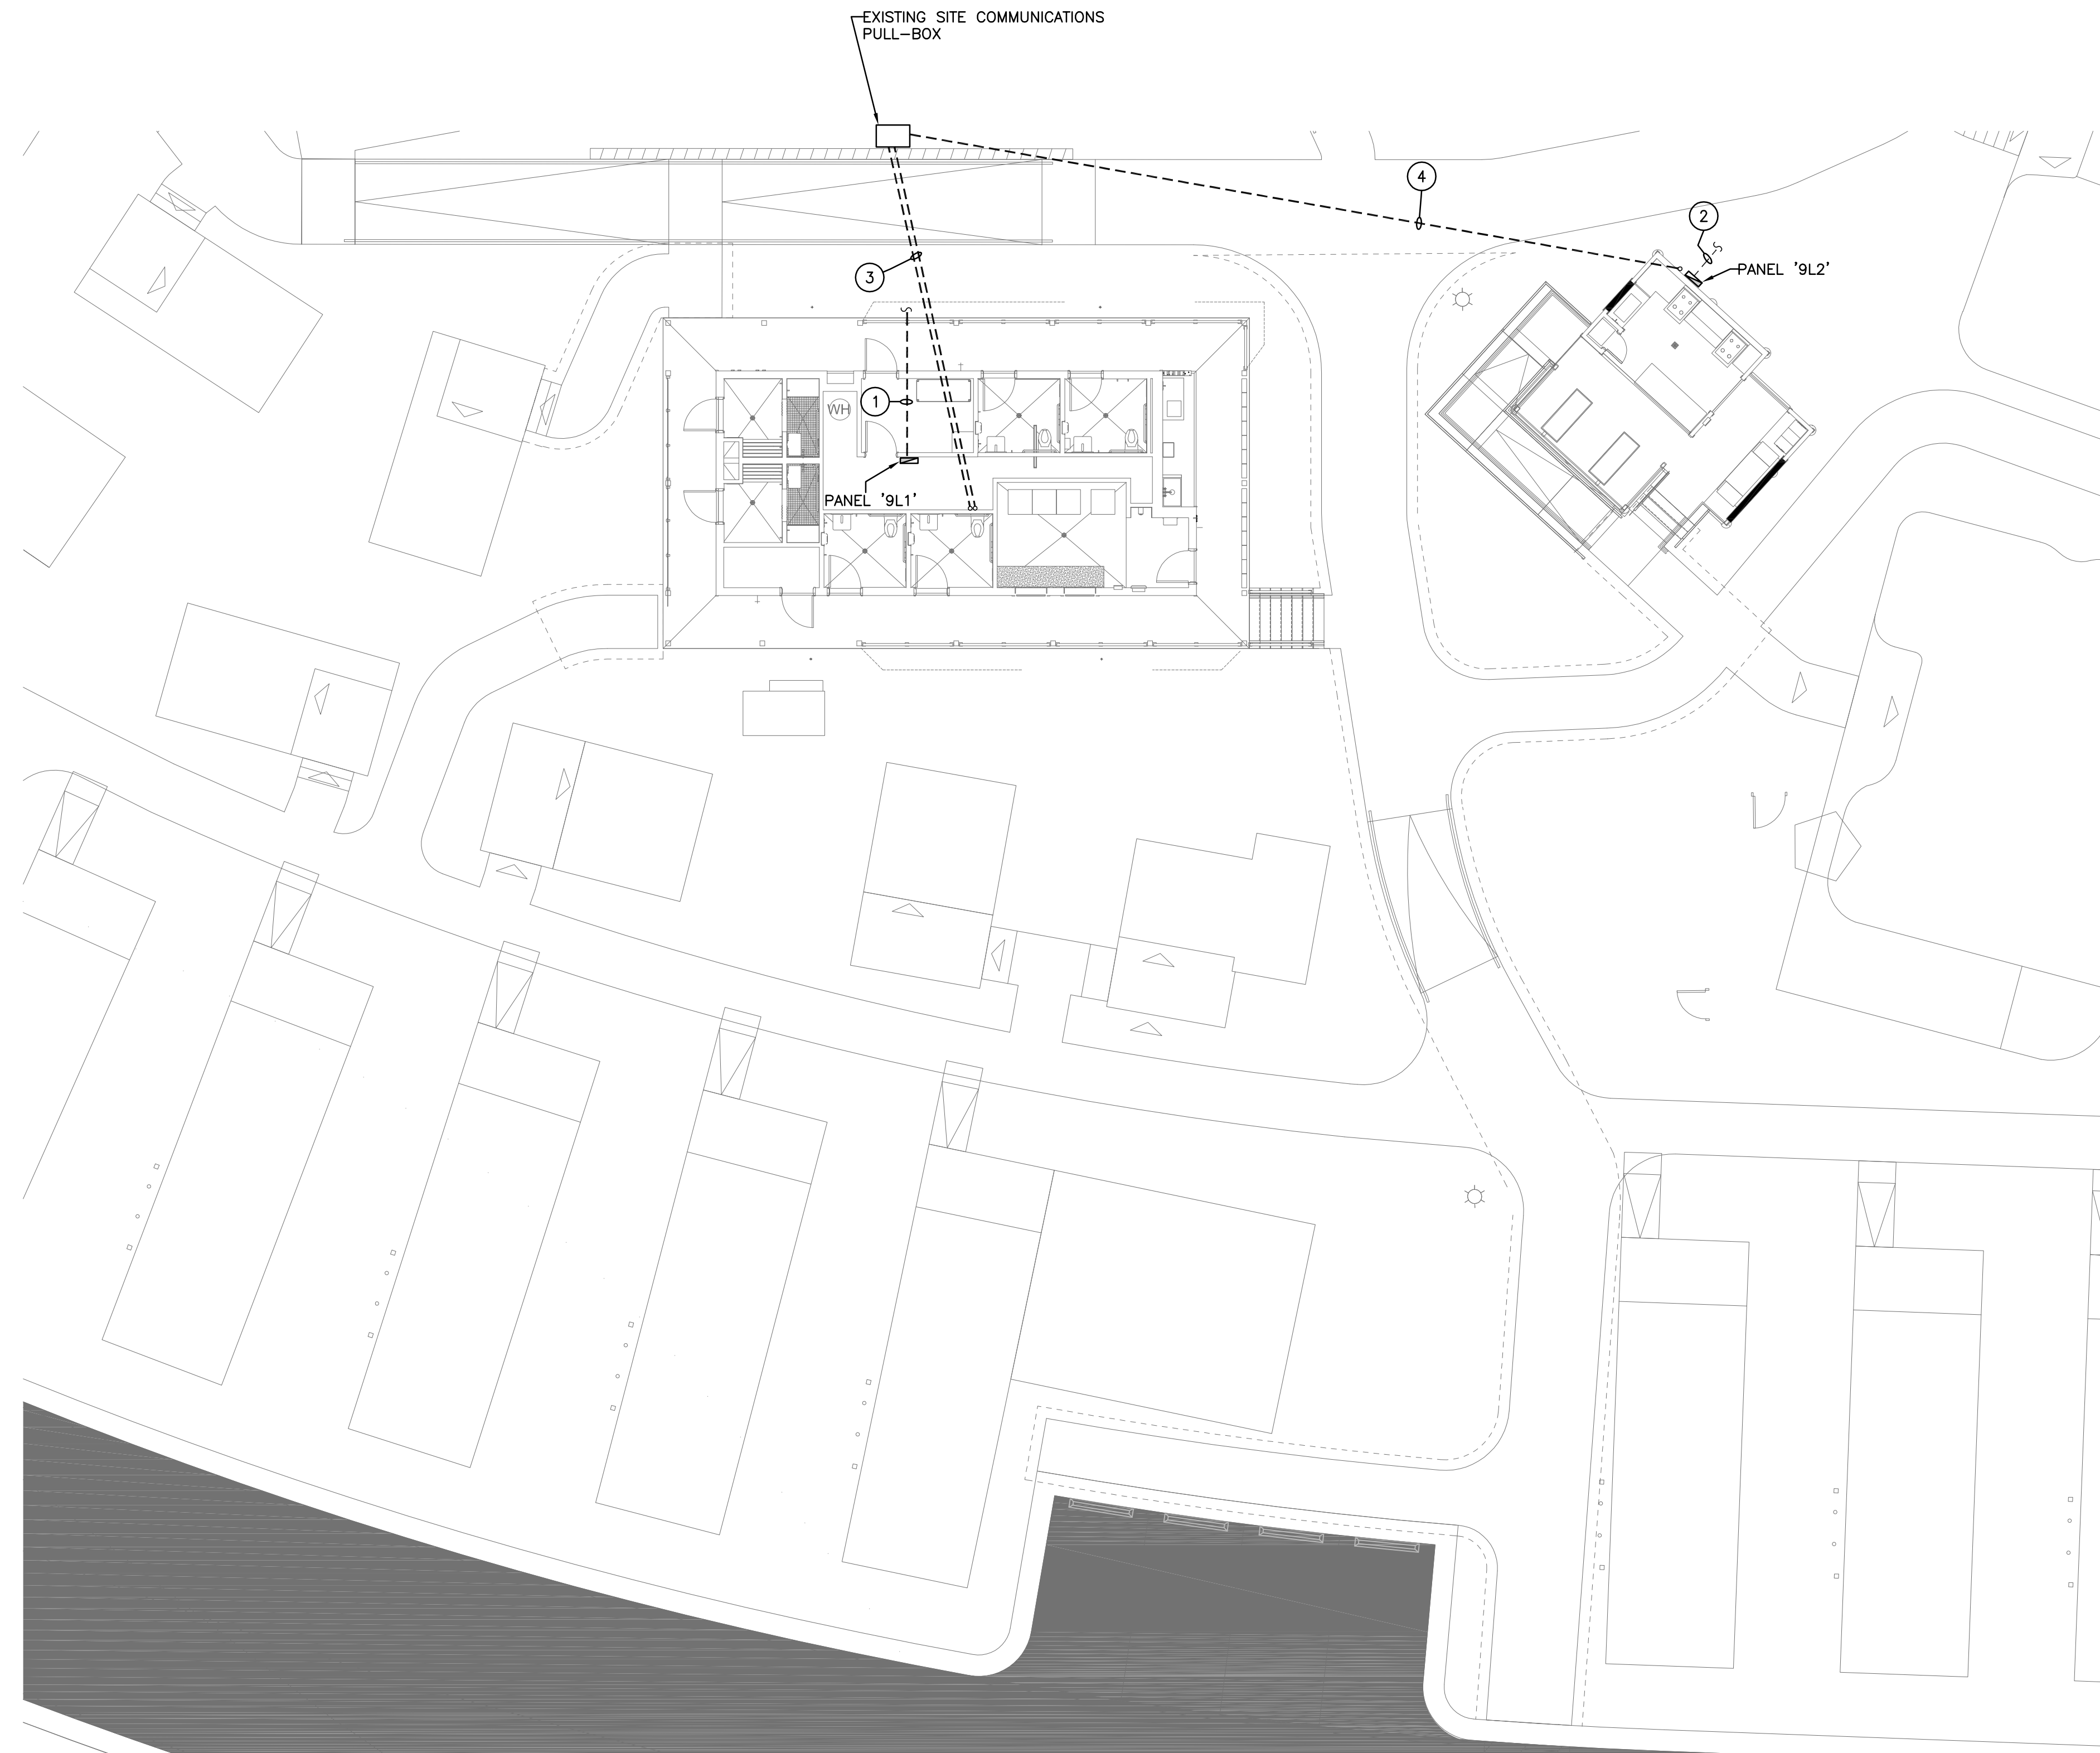 EXISTING SITE COMMUNICATIONS
PULL-BOX
4
2
3
PANEL '9L2'
1
WH
PANEL '9L1'